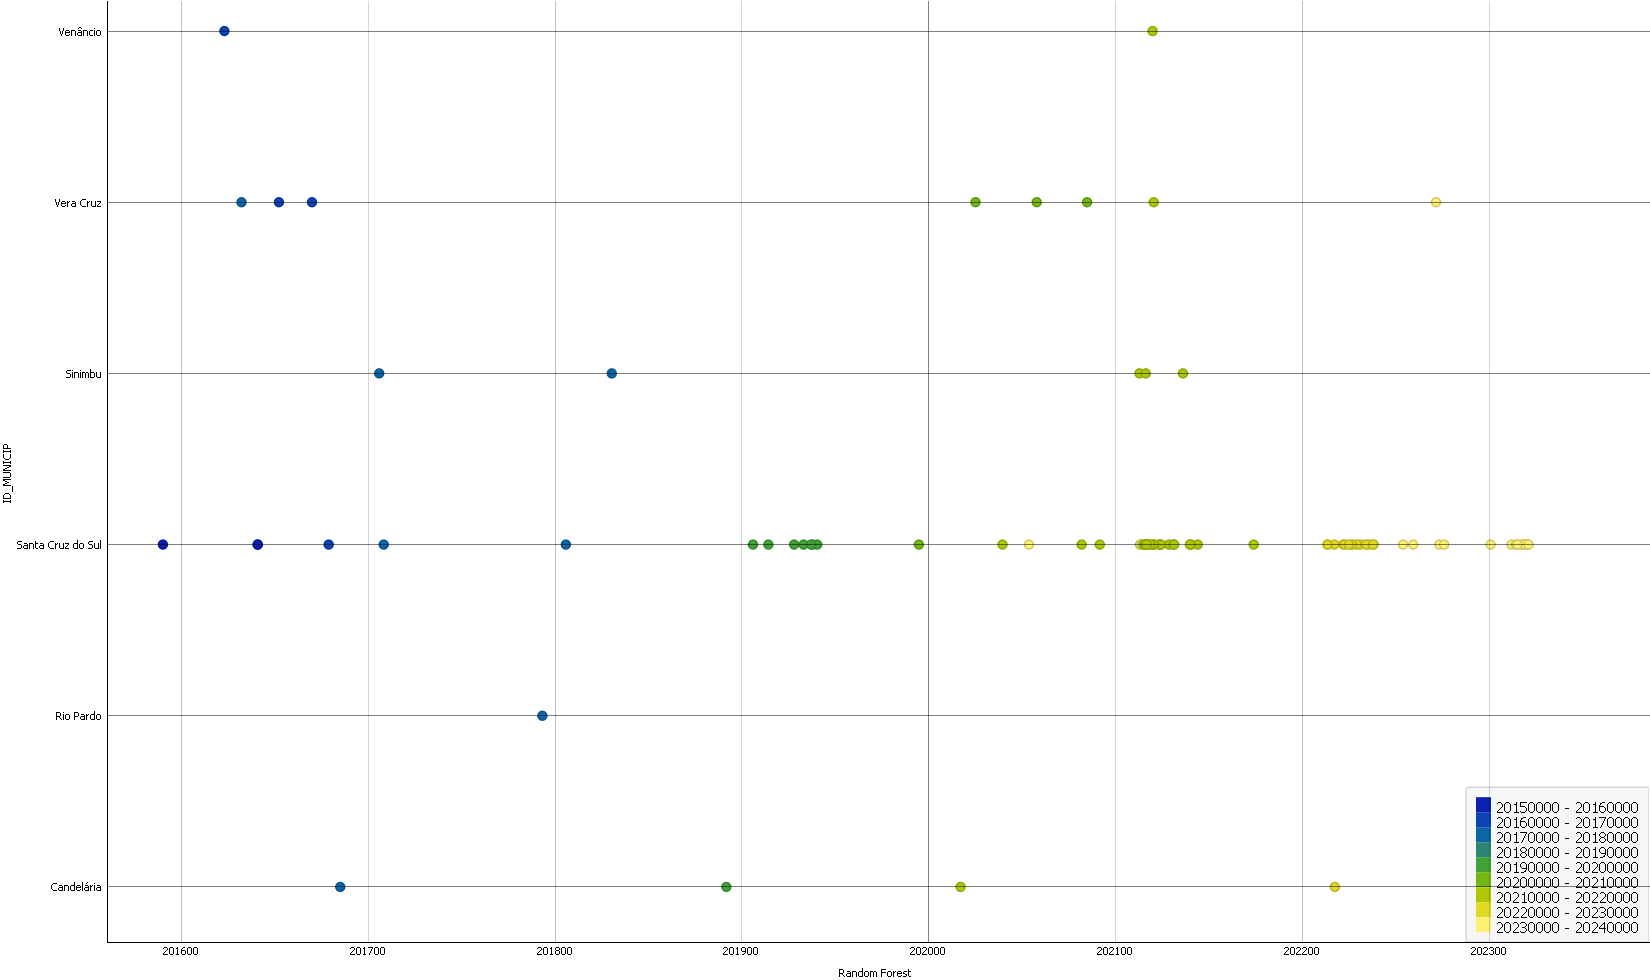 Venâncio
Vera Cruz
Sinimbu
ID_MUNICIP
Santa Cruz do Sul
Rio Pardo
Candelária
20150000 - 20160000
20160000 - 20170000
20170000 - 20180000
20180000 - 20190000
20190000 - 20200000
20200000 - 20210000
20210000 - 20220000
20220000 - 20230000
20230000 - 20240000
201600 201700 201800 201900 202000 202100 202200 202300
Random Forest